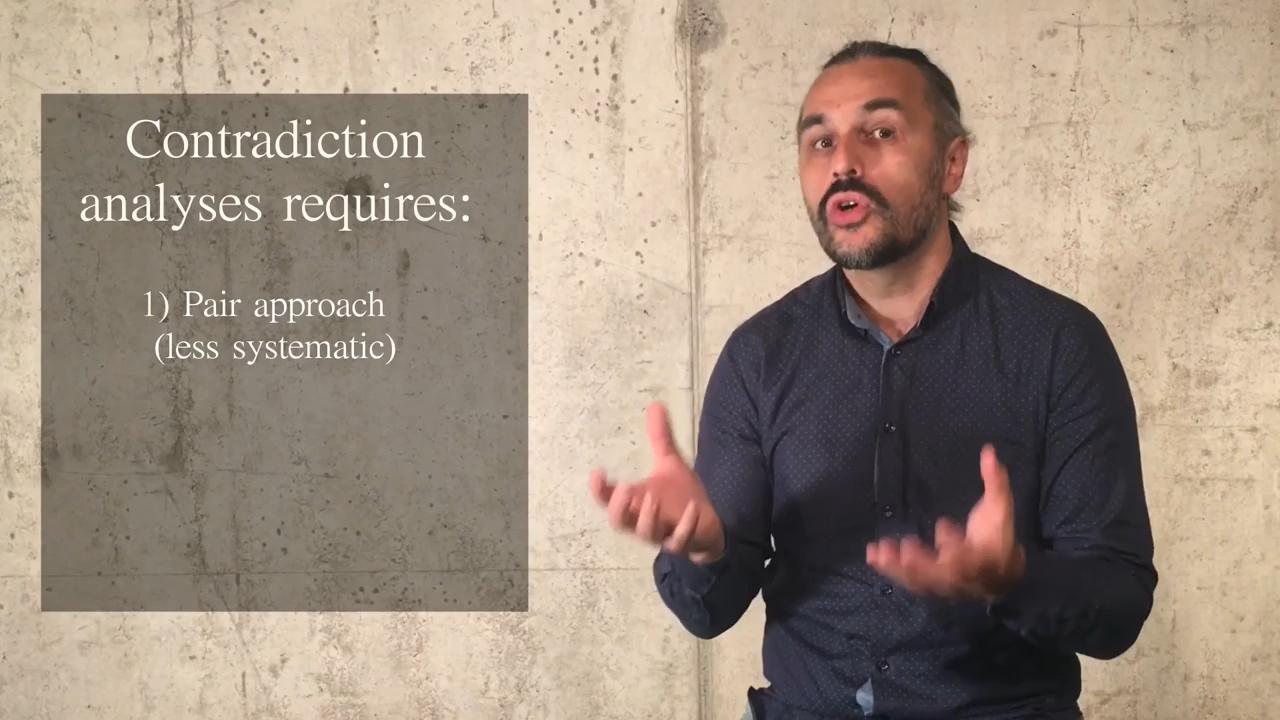 Contradiction
analyses requires:
1) Pair approach
(less systematic)